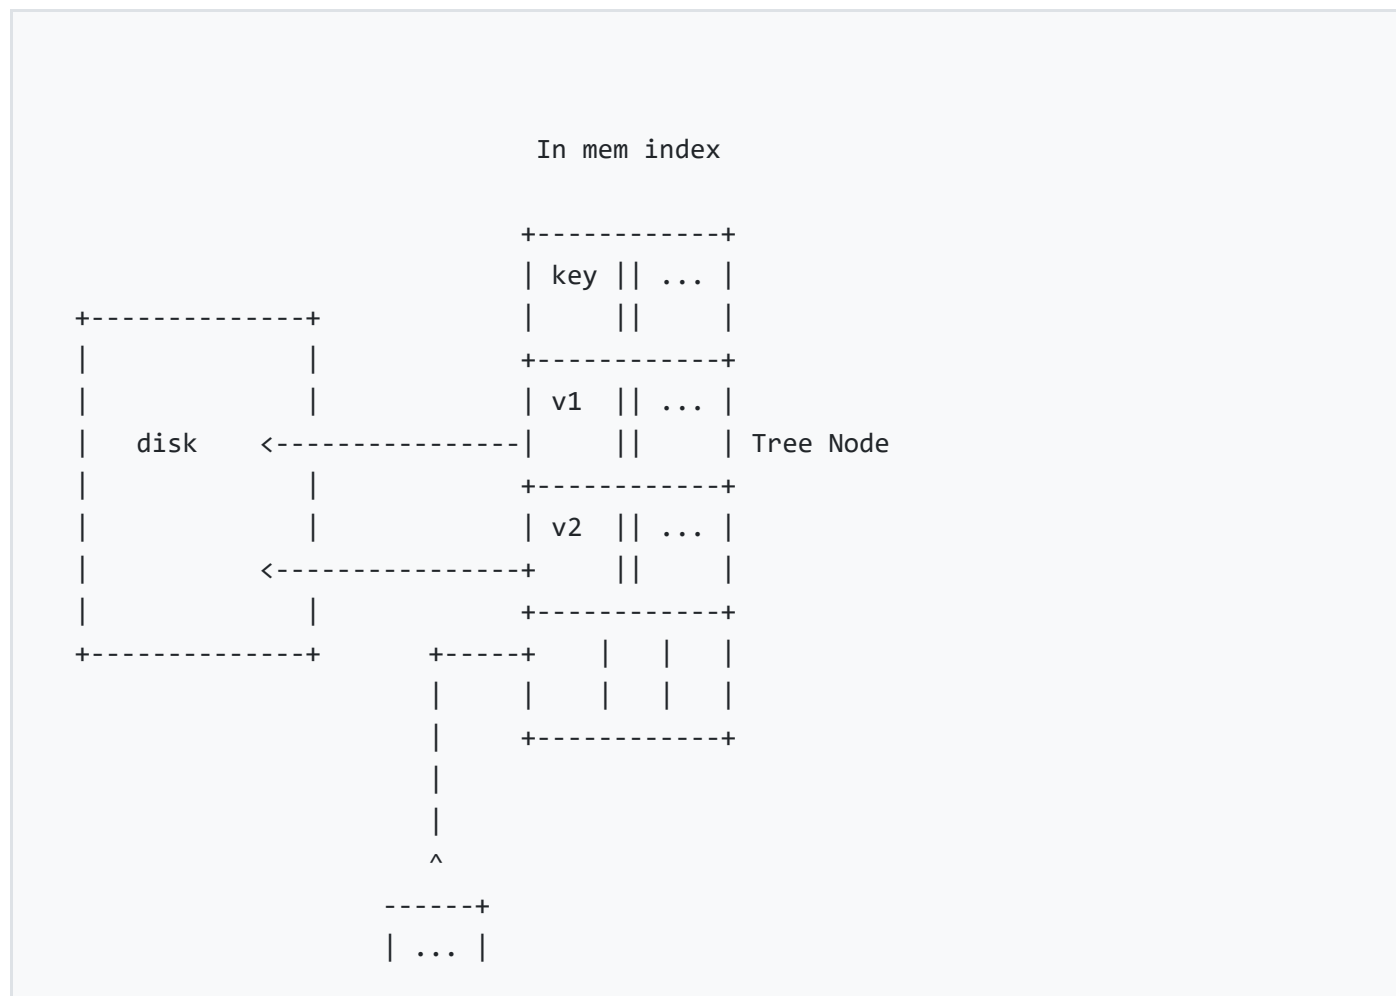 In mem index
+------------+
| key || ... |
+--------------+ | || |
| | +------------+
| | | v1 || ... |
| disk <----------------| || | Tree Node
| | +------------+
| | | v2 || ... |
| <----------------+ || |
| | +------------+
+--------------+ +-----+ | | |
| | | | |
| +------------+
|
|
^
------+
| ... |